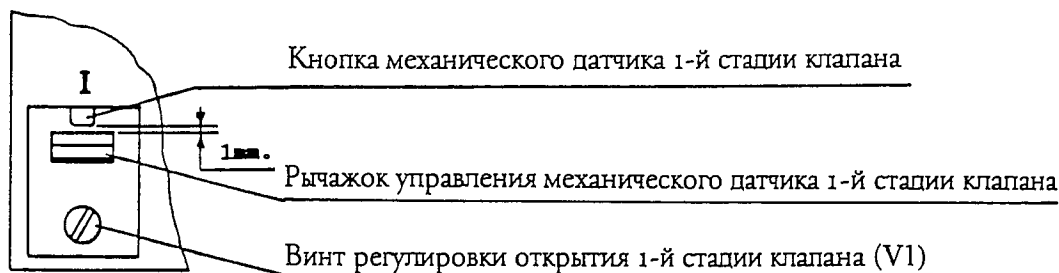 Кнопка механического датчика 1-й стадии клапана
I
1mm.
Рычажок управления механического датчика 1-й стадии клапана
Винт регулировки открытия 1-й стадии клапана (V1)